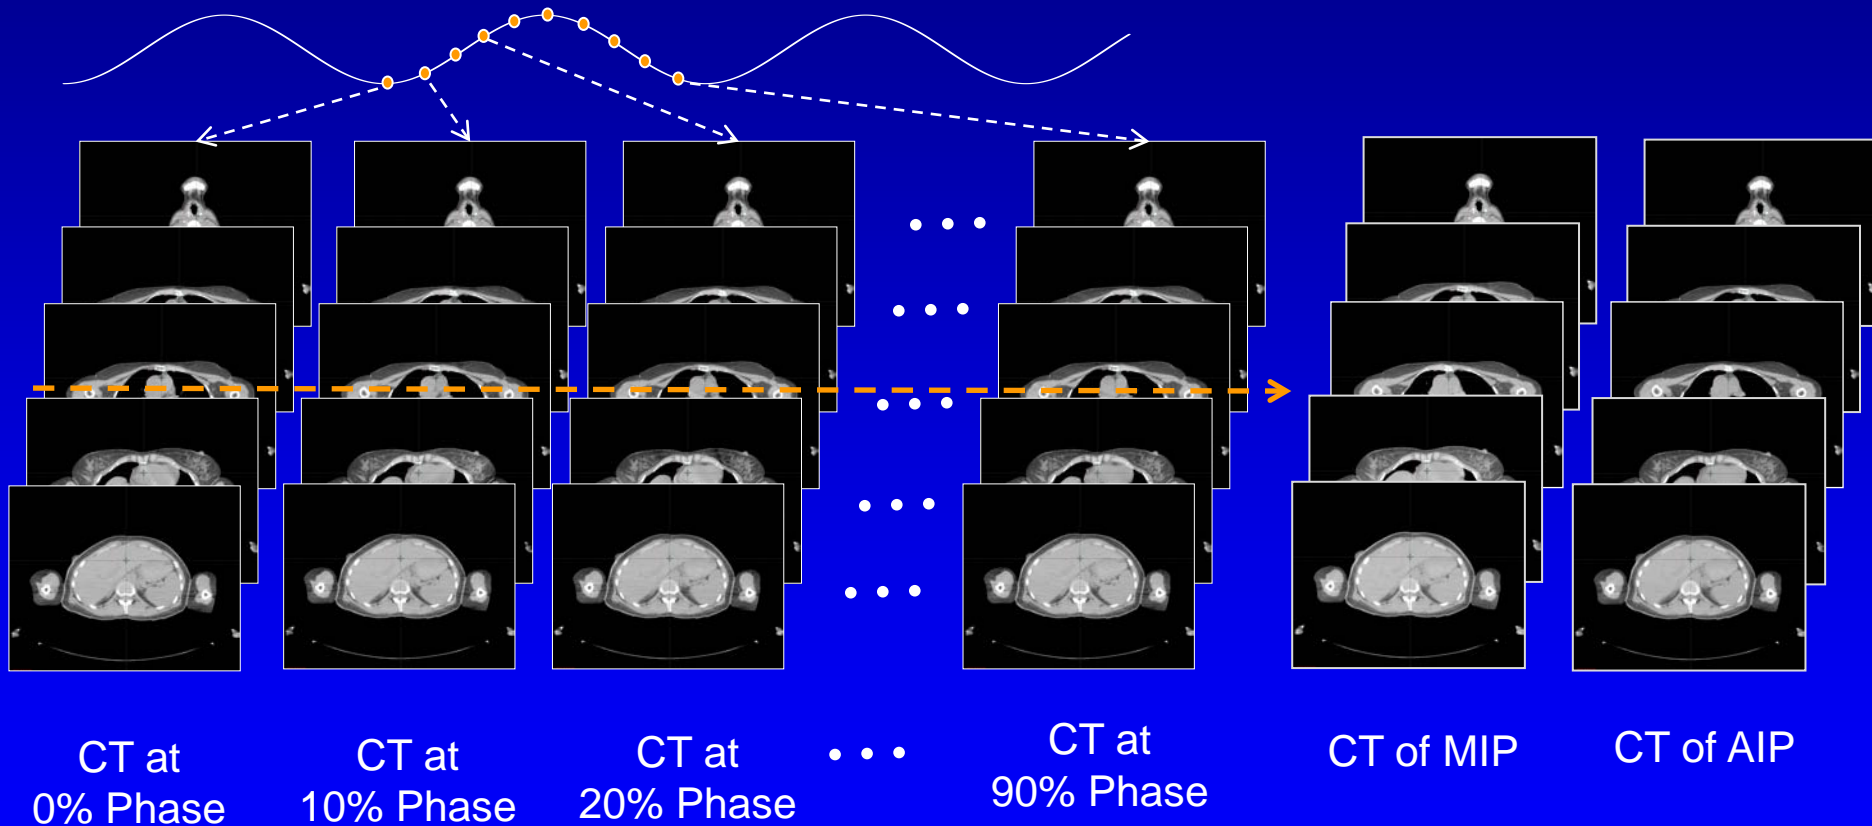 CT at
0% Phase
CT at
10% Phase
CT at
20% Phase
• • •
CT at
90% Phase
CT of MIP
CT of AIP